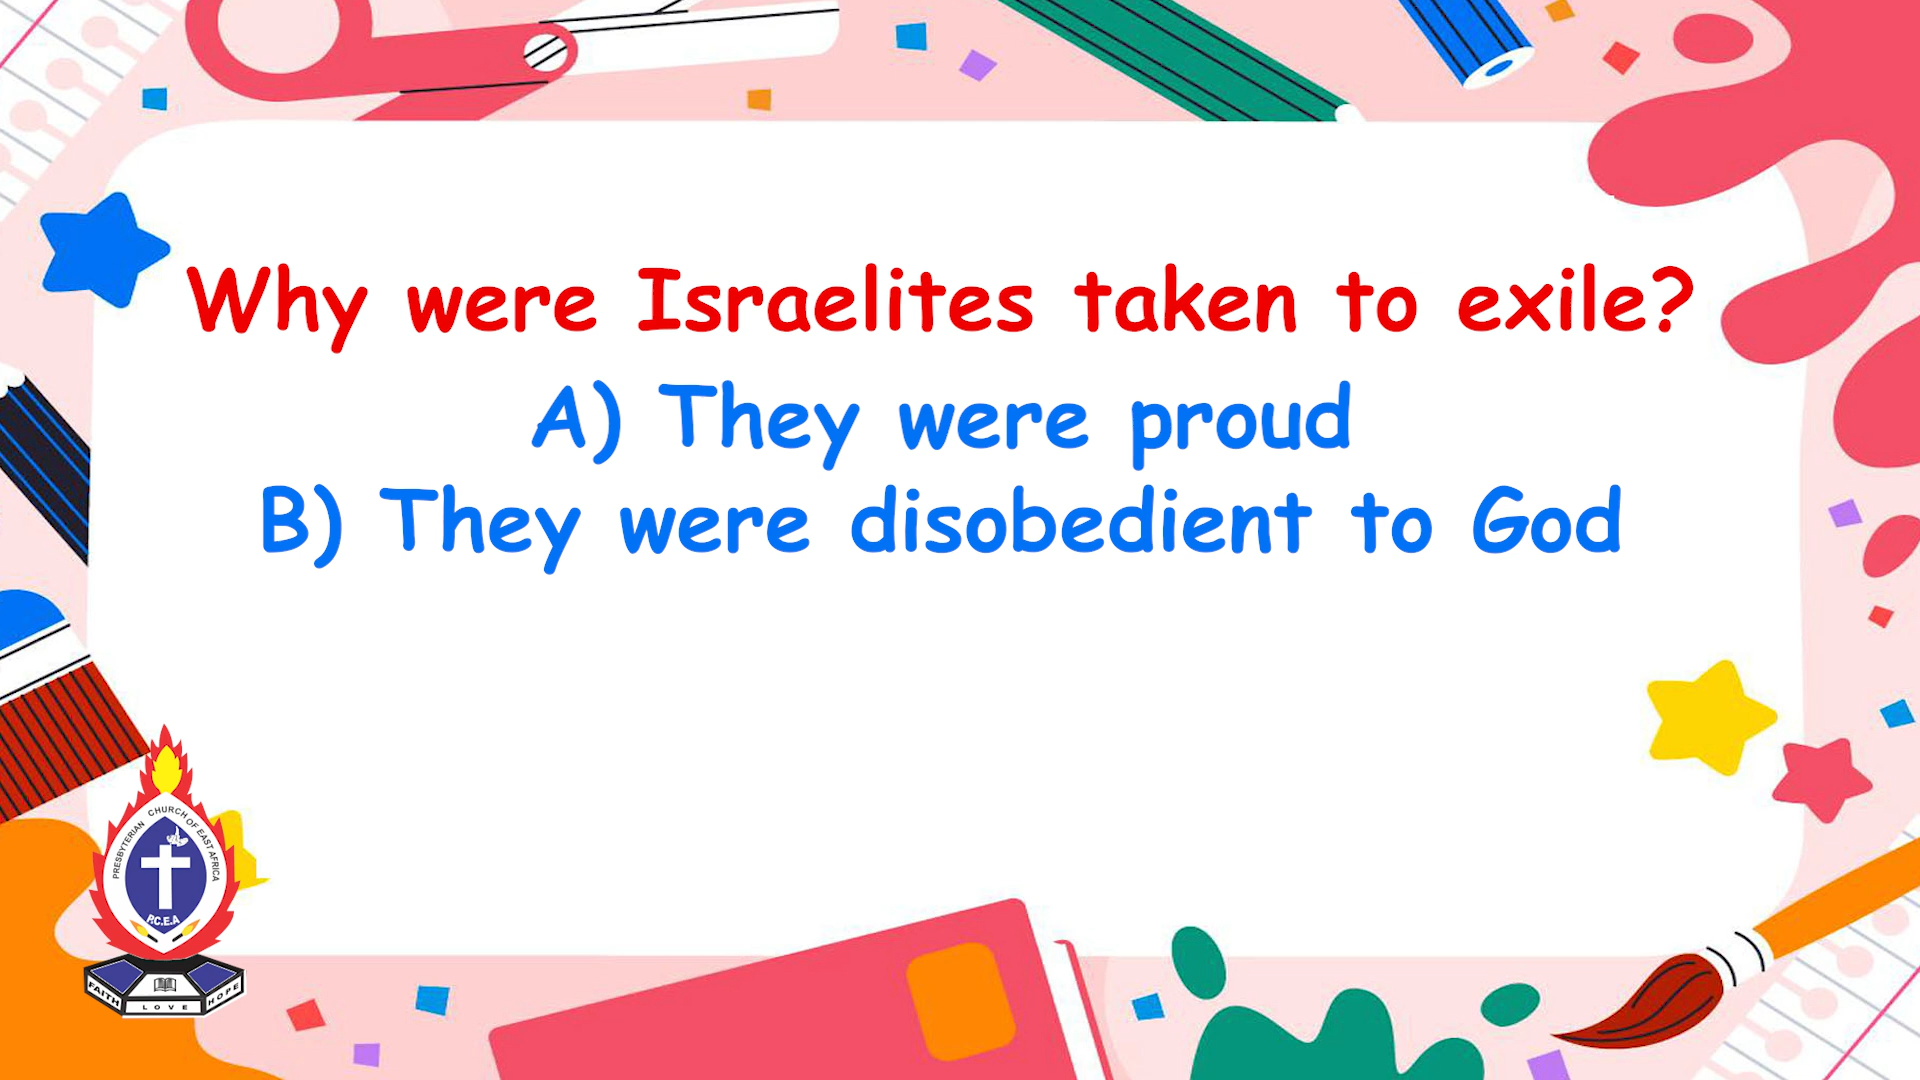 Why were Israelites taken to exile?
A) They were proud
B) They were disobedient to God
PRESBYTERIAN CHURCH OF EAST AFRICA
P.C.E.A
FAITH LOVE HOPE